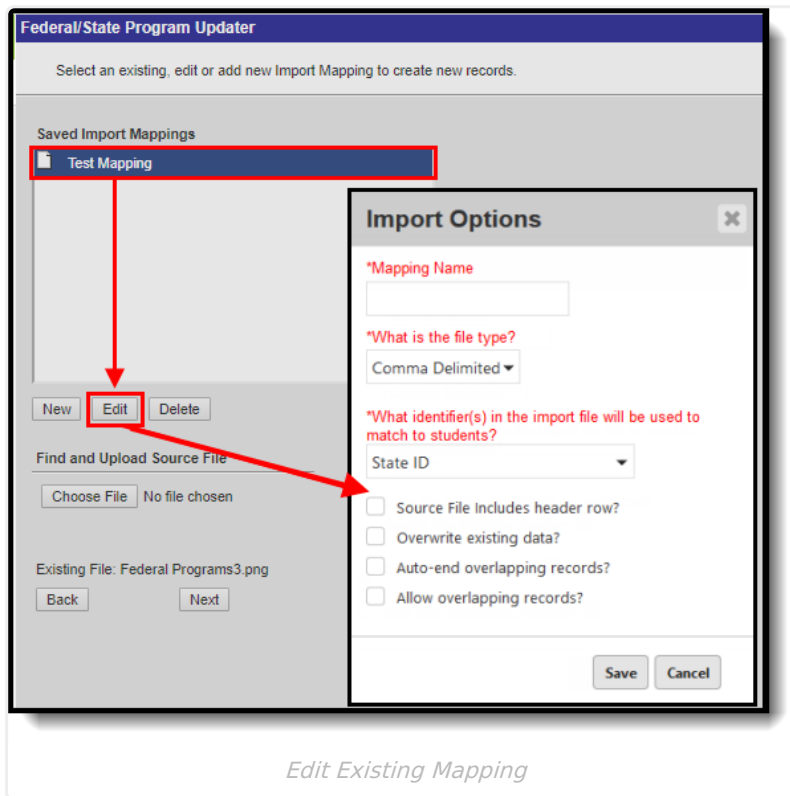 Federal/State Program Updater
Select an existing, edit or add new Import Mapping to create new records.
Saved Import Mappings
Test Mapping
New
Edit
Delete
Find and Upload Source File
Choose File No file chosen
Existing File: Federal Programs3.png
Back
Next
Import Options
*Mapping Name
*What is the file type?
Comma Delimited
*What identifier(s) in the import file will be used to
match to students?
State ID
Source File Includes header row?
Overwrite existing data?
Auto-end overlapping records?
Allow overlapping records?
Save
Cancel
Edit Existing Mapping